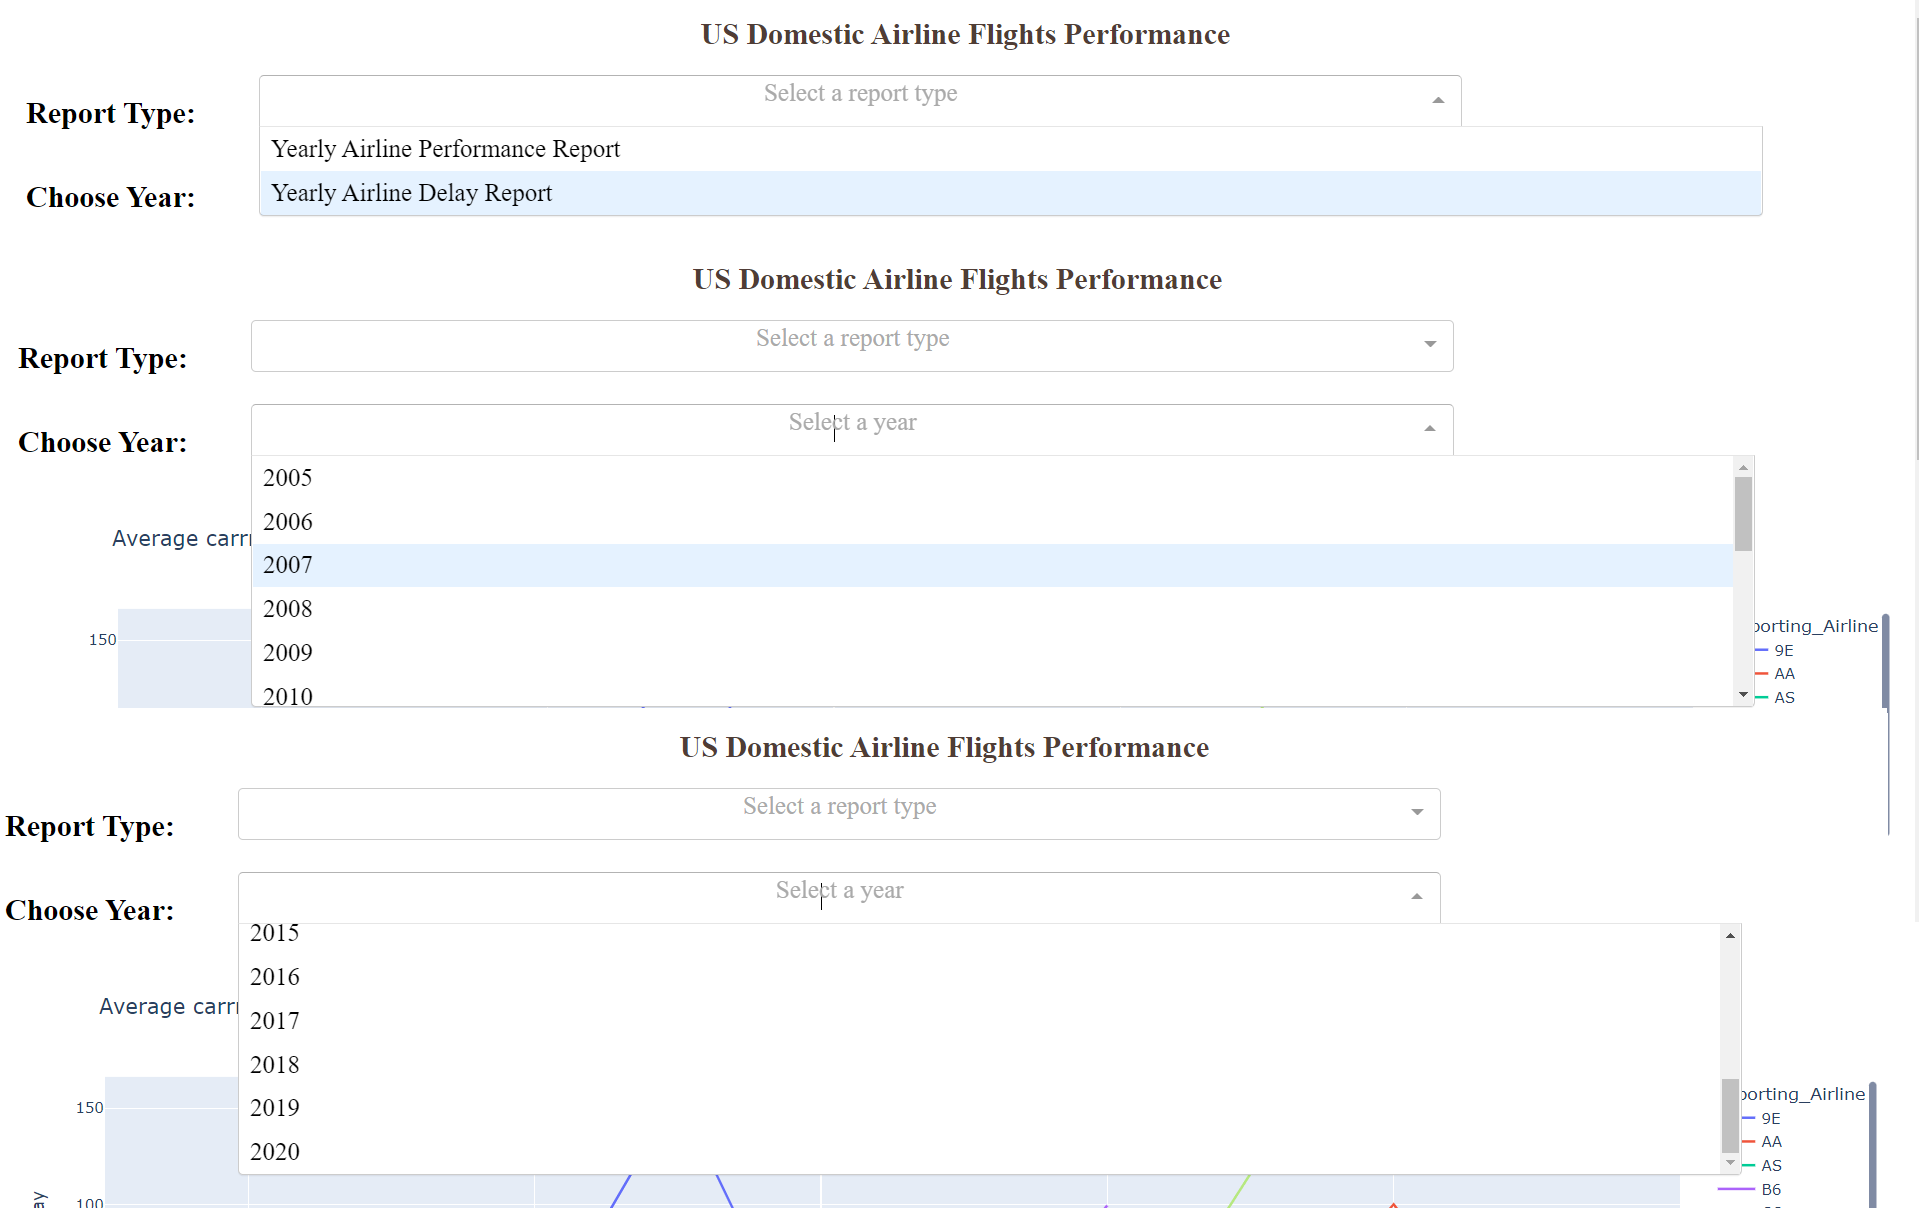 US Domestic Airline Flights Performance
Select a report type
Report Type:
Yearly Airline Performance Report
Yearly Airline Delay Report
Choose Year:
US Domestic Airline Flights Performance
Select a report type
Report Type:
Select a year
Choose Year:
2005
2006
Average carr
2007
2008
2009
2010
150
porting_Airline
9E
AA
AS
US Domestic Airline Flights Performance
Select a report type
Report Type:
Select a year
Choose Year:
2015
2016
Average carr
2017
2018
2019
2020
150
100
ay
porting_Airline
9E
AA
AS
B6